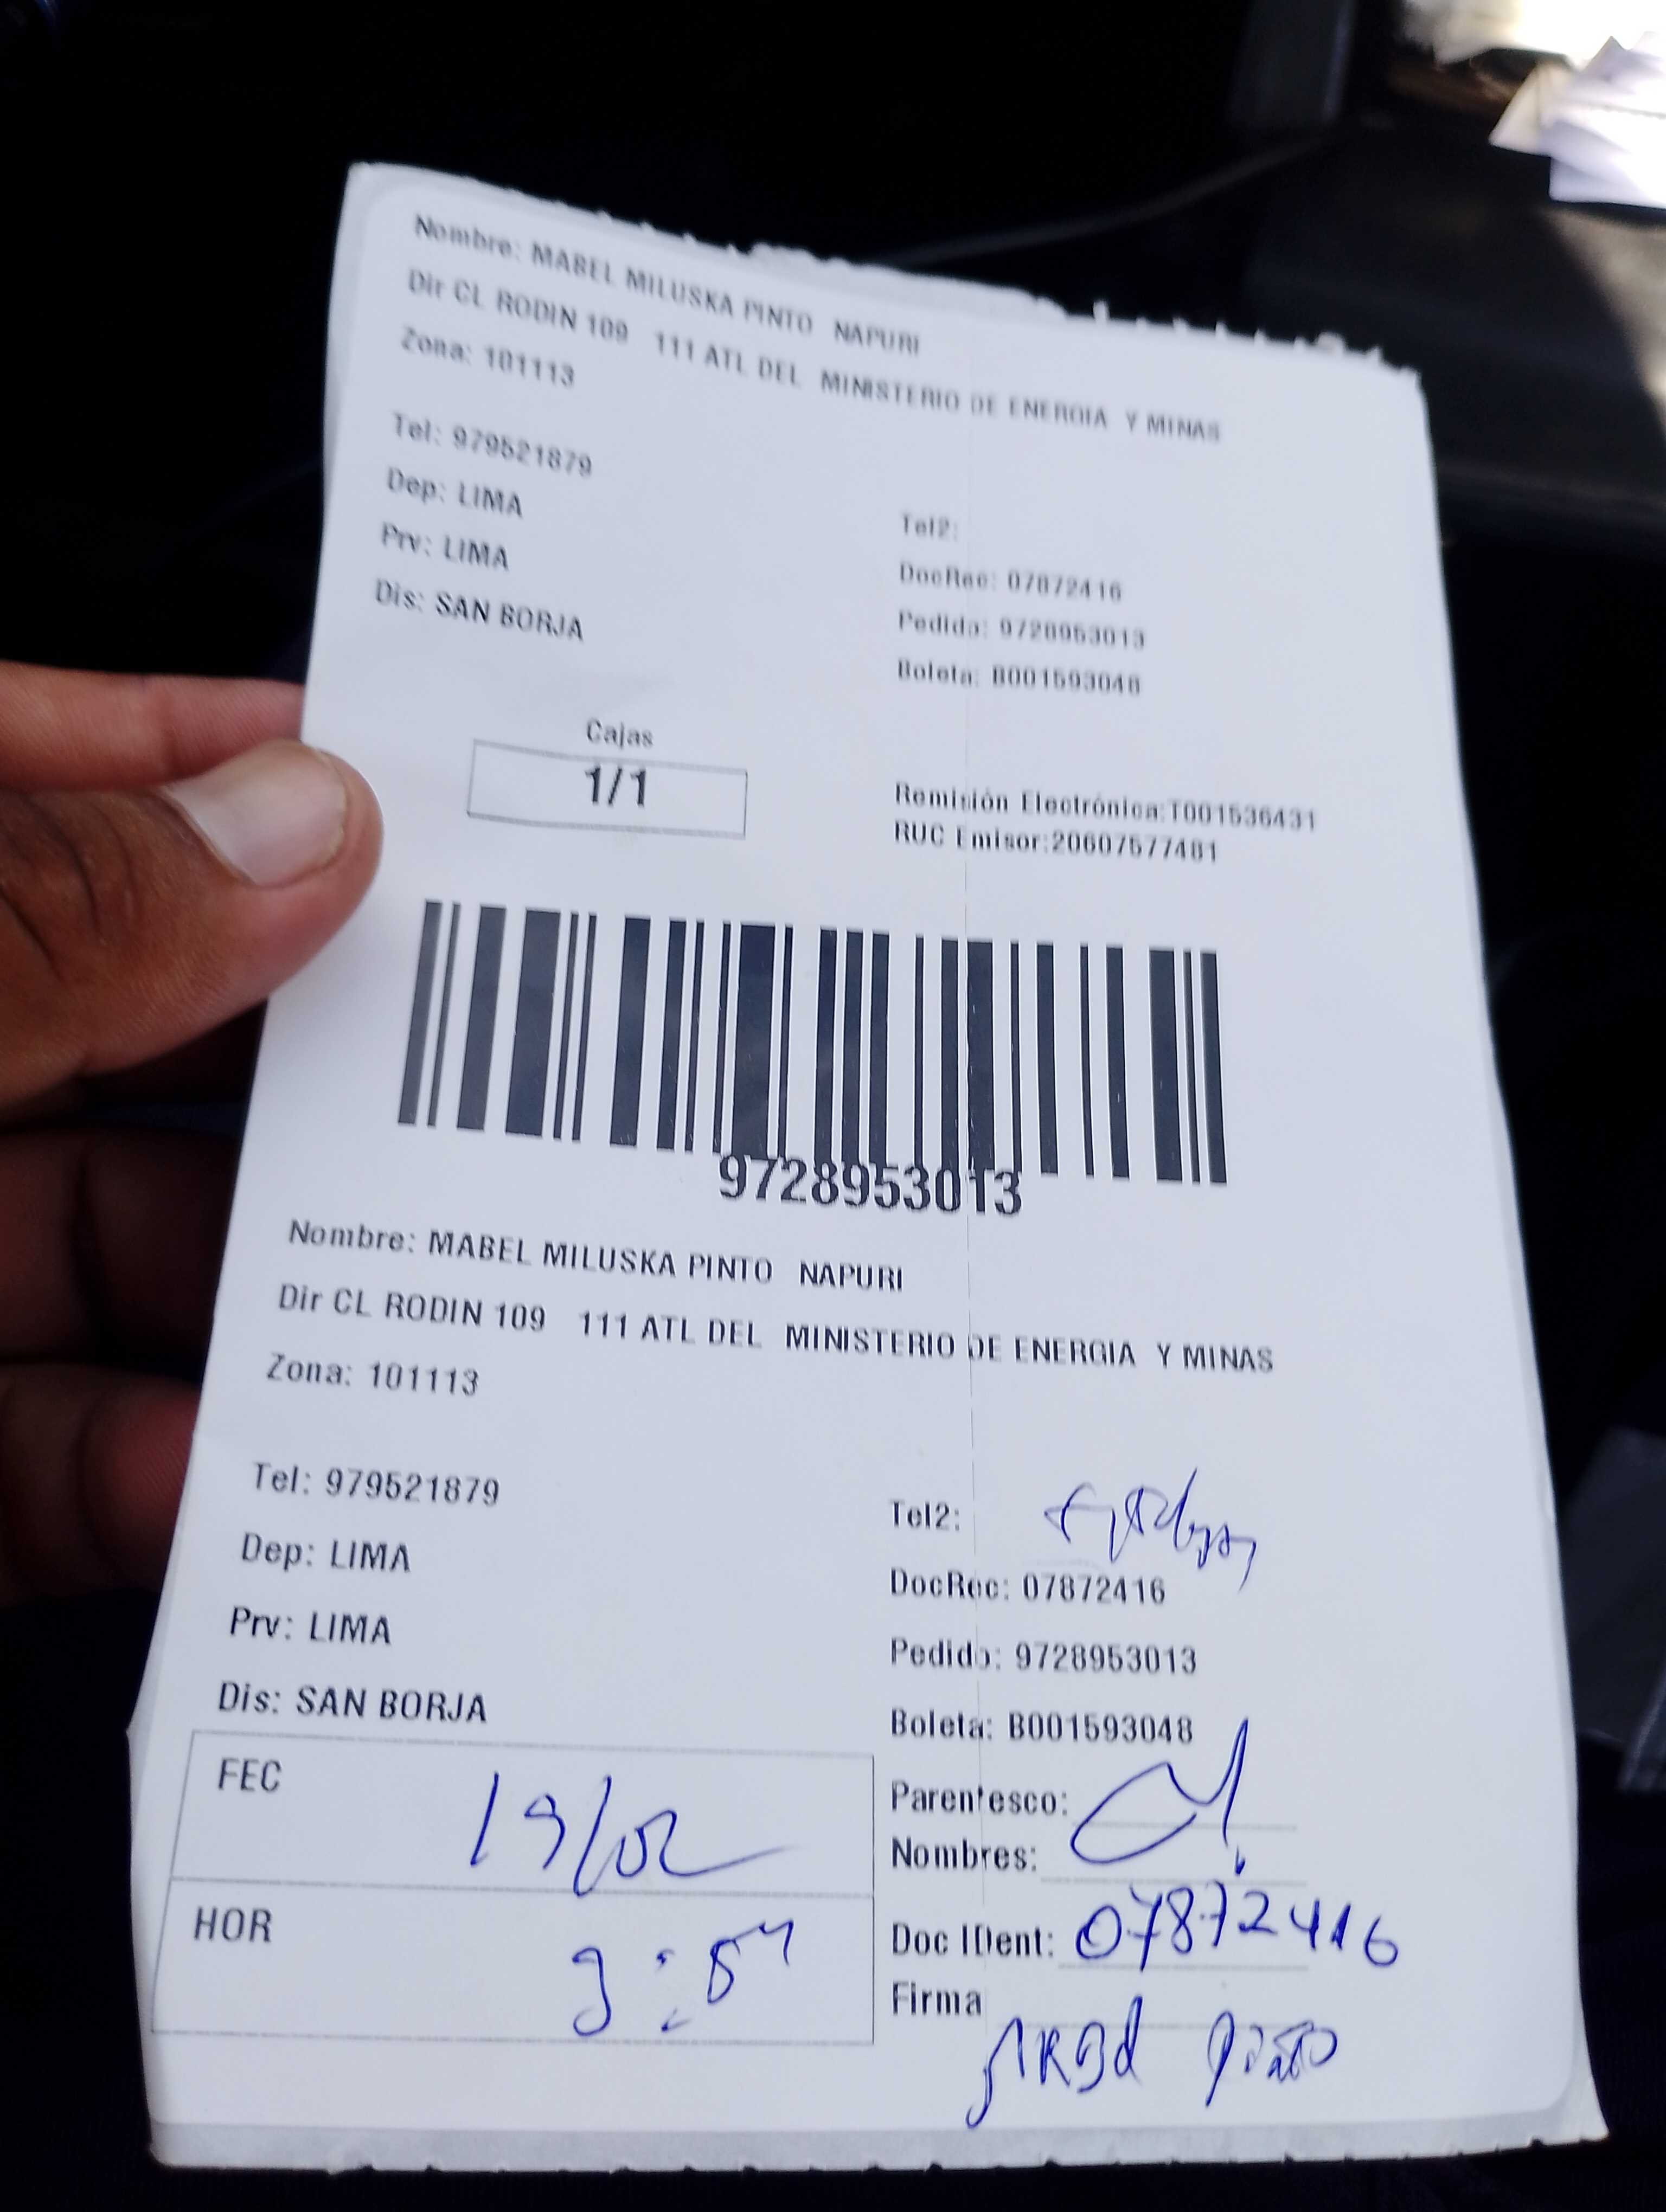 Nombre: MABEL MILUSKA PINTO NAPURI
Dir CL RODIN 109 111 ATL DEL MINISTERIO DE ENERGIA Y MINAS
Zona: 101113
Tel: 979521879
Dep: LIMA
Prv: LIMA
Dis: SAN BORJA
Tel2:
DocRec: 07872416
Pedido: 9728953013
Boleta: B001593048
Cajas
1/1
Remisión Electrónica:T001536431
RUC Emisor:20607577481
9728953013
Nombre: MABEL MILUSKA PINTO NAPURI
Dir CL RODIN 109 111 ATL DEL MINISTERIO DE ENERGIA Y MINAS
Zona: 101113
Tel: 979521879
Dep: LIMA
Prv: LIMA
Dis: SAN BORJA
Tel2:
DocRec: 07872416
Pedido: 9728953013
Boleta: B001593048
FEC 19/02
HOR
Parentesco:
Nombres:
Doc IDent: 07872416
Firma
Pinto